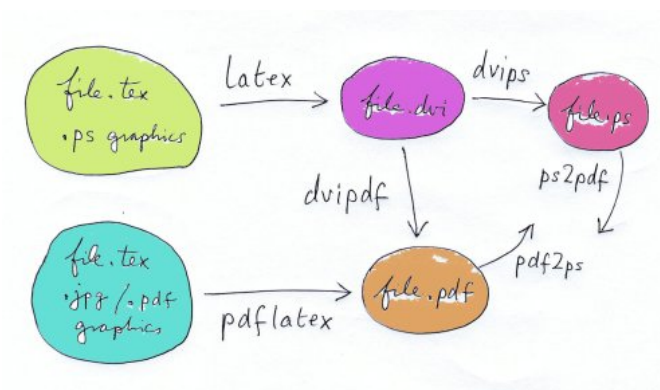 file.tex
.ps graphics
latex
file.dvi
dvips
file.ps
ps2pdf
dvipdf
pdf2ps
file.tex
.jpg/.pdf
graphics
pdflatex
file.pdf